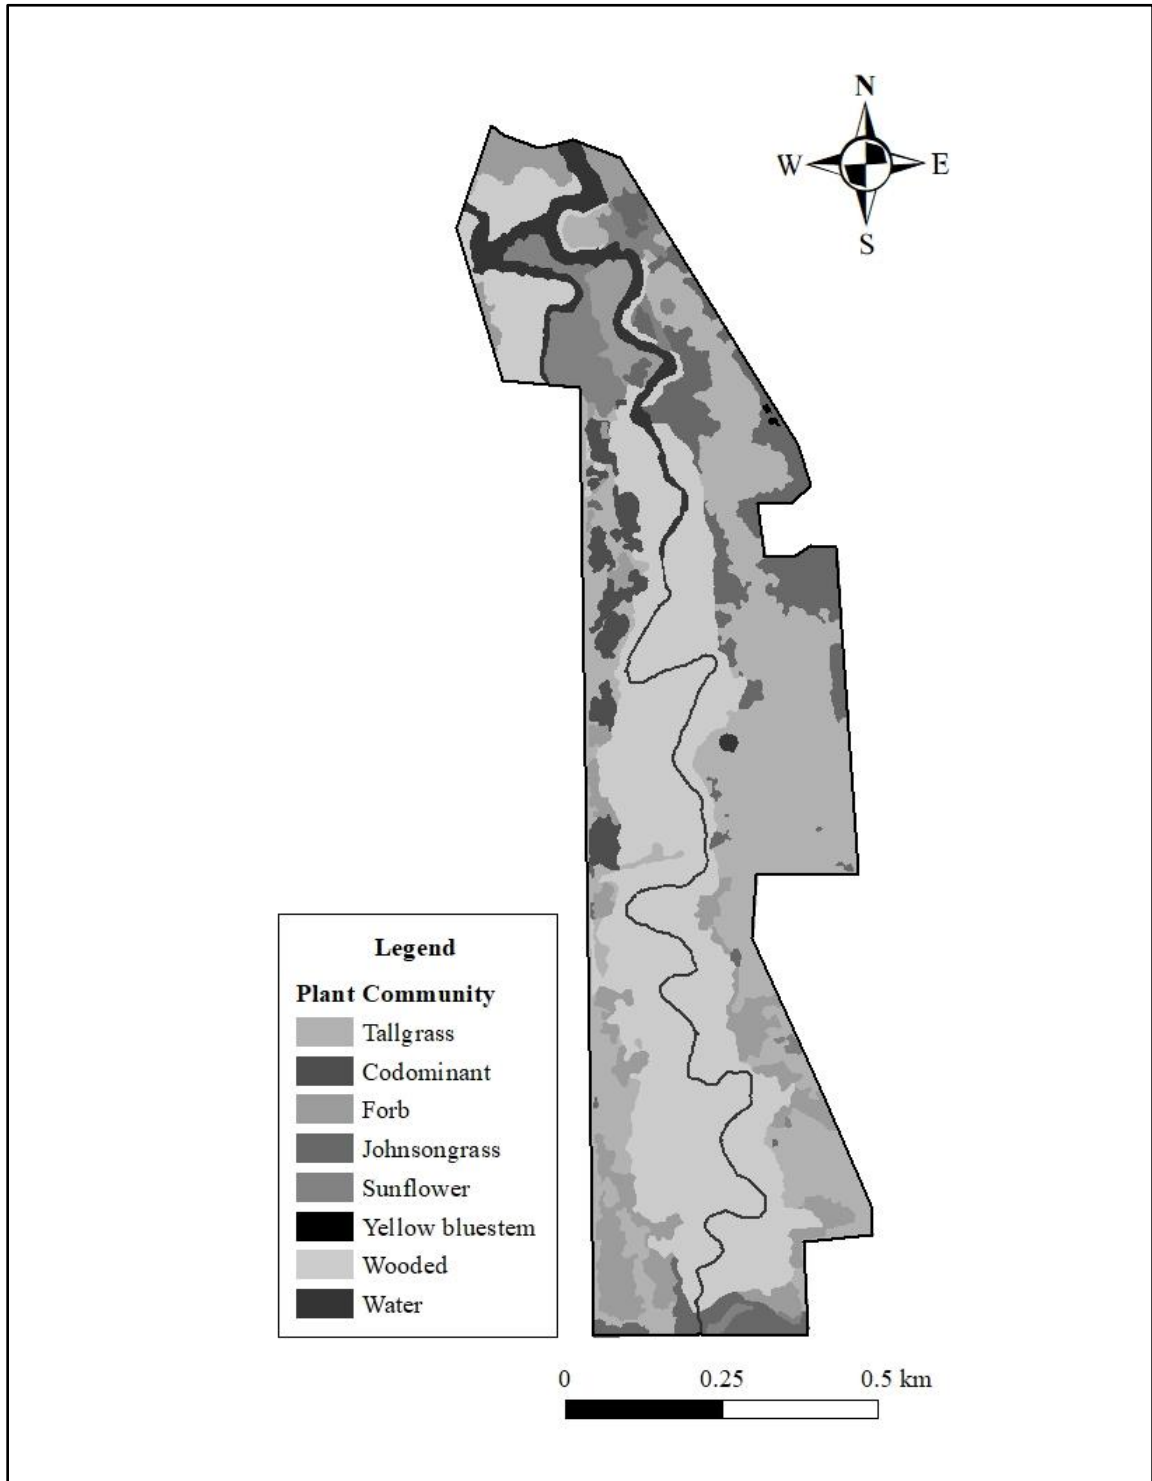 N
W E
S
Legend
Plant Community
Tallgrass
Codominant
Forb
Johnsongrass
Sunflower
Yellow bluestem
Wooded
Water
0 0.25 0.5 km